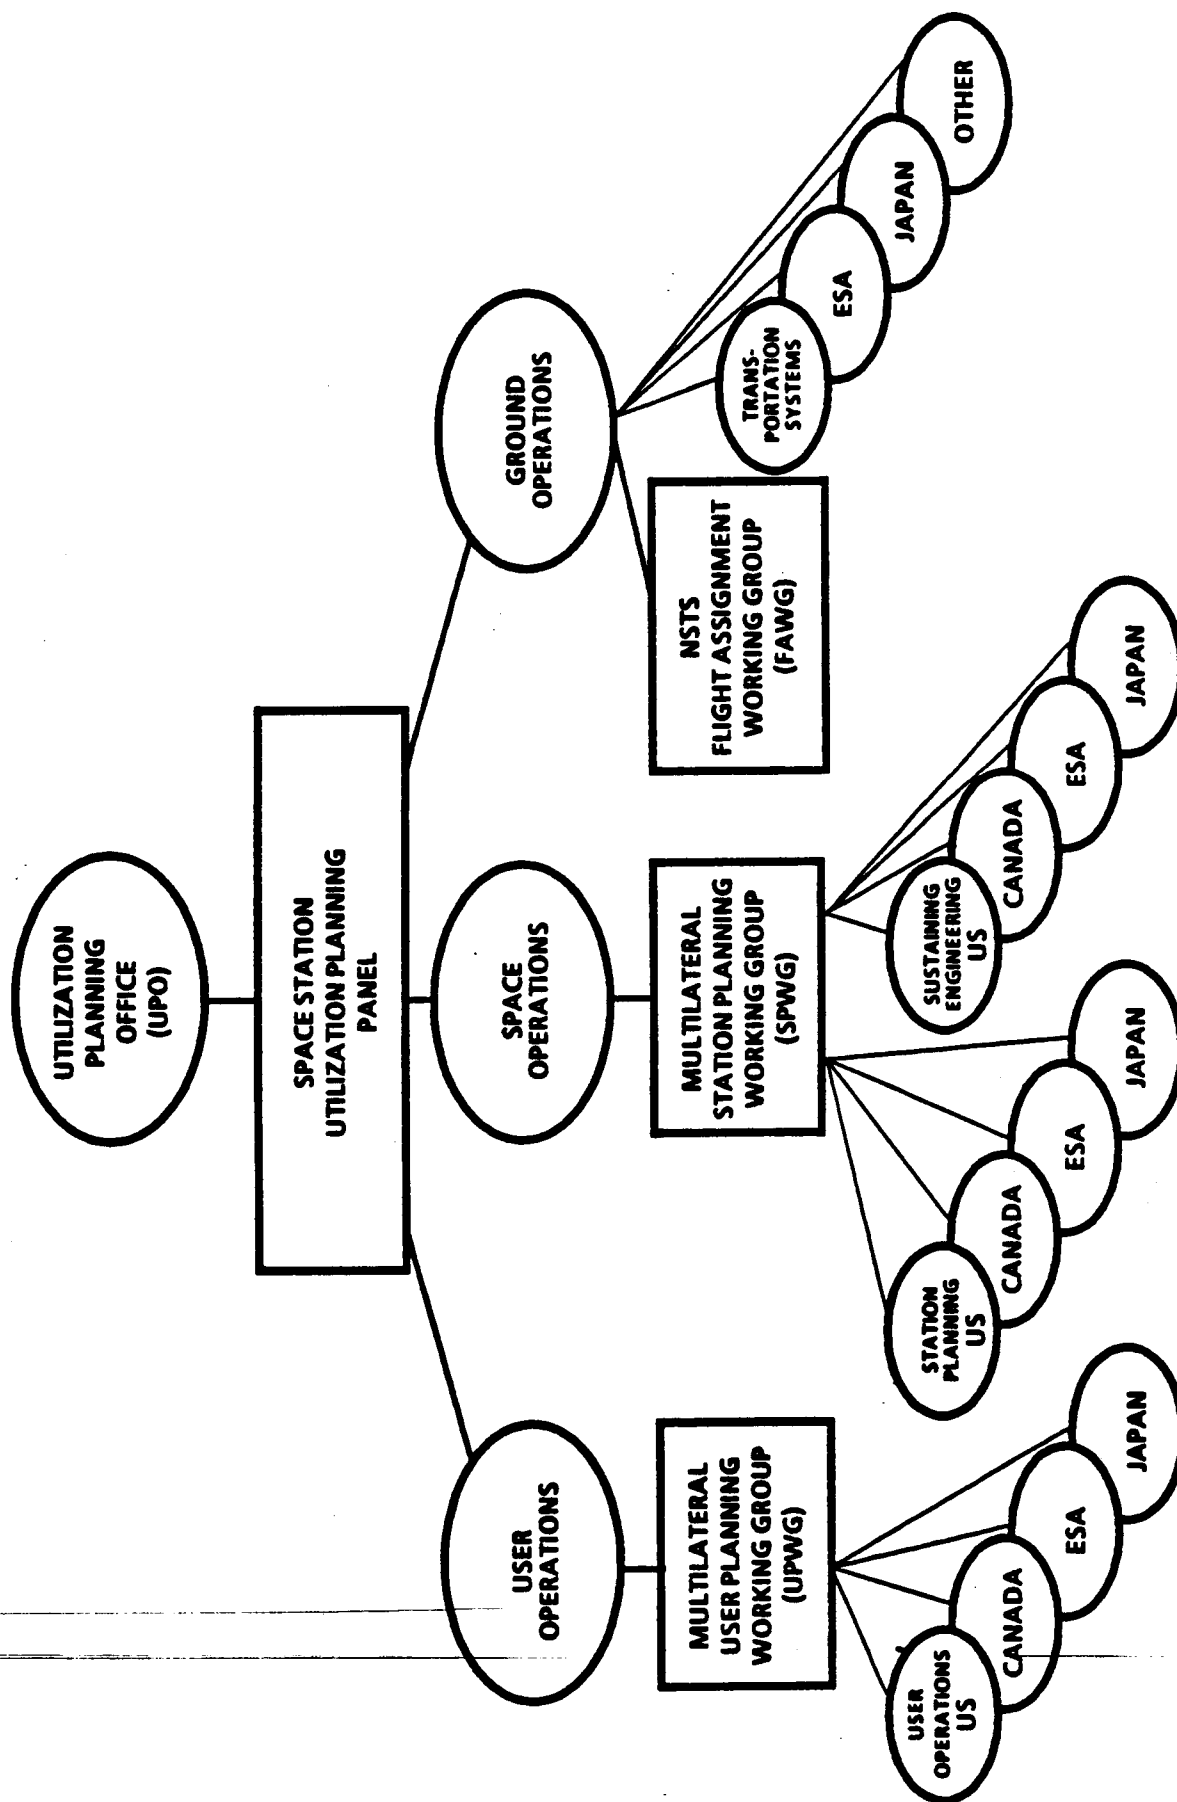 UTILIZATION
PLANNING
OFFICE
(UPO)
SPACE STATION
UTILIZATION PLANNING
PANEL
USER
OPERATIONS
SPACE
OPERATIONS
GROUND
OPERATIONS
MULTILATERAL
USER PLANNING
WORKING GROUP
(UPWG)
MULTILATERAL
STATION PLANNING
WORKING GROUP
(SPWG)
NSTS
FLIGHT ASSIGNMENT
WORKING GROUP
(FAWG)
TRANS-
PORTATION
SYSTEMS
ESA
JAPAN
OTHER
USER
OPERATIONS
US
CANADA
ESA
JAPAN
STATION
PLANNING
US
CANADA
ESA
JAPAN
SUSTAINING
ENGINEERING
US
CANADA
ESA
JAPAN